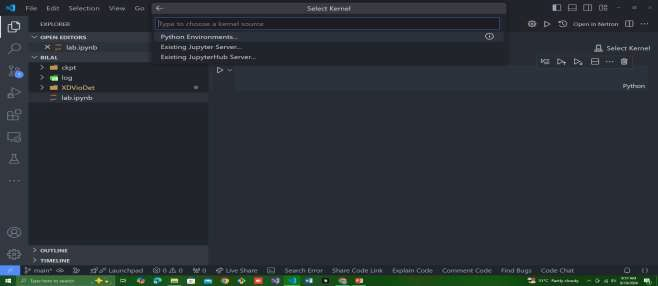 File Edit Selection View Go
Select Kernel
Type to choose a kernel source
Python Environments...
Existing Jupyter Server...
Existing JupyterHub Server...
EXPLORER
OPEN EDITORS
lab.ipynb
BILAL
ckpt
log
XDVioDet
lab.ipynb
Open in Netron
Select Kernel
Python
OUTLINE
TIMELINE
main* Launchpad 0 0 0 Live Share Search Error Share Code Link Explain Code Comment Code Find Bugs Code Chat
Type here to search
Partly cloudy